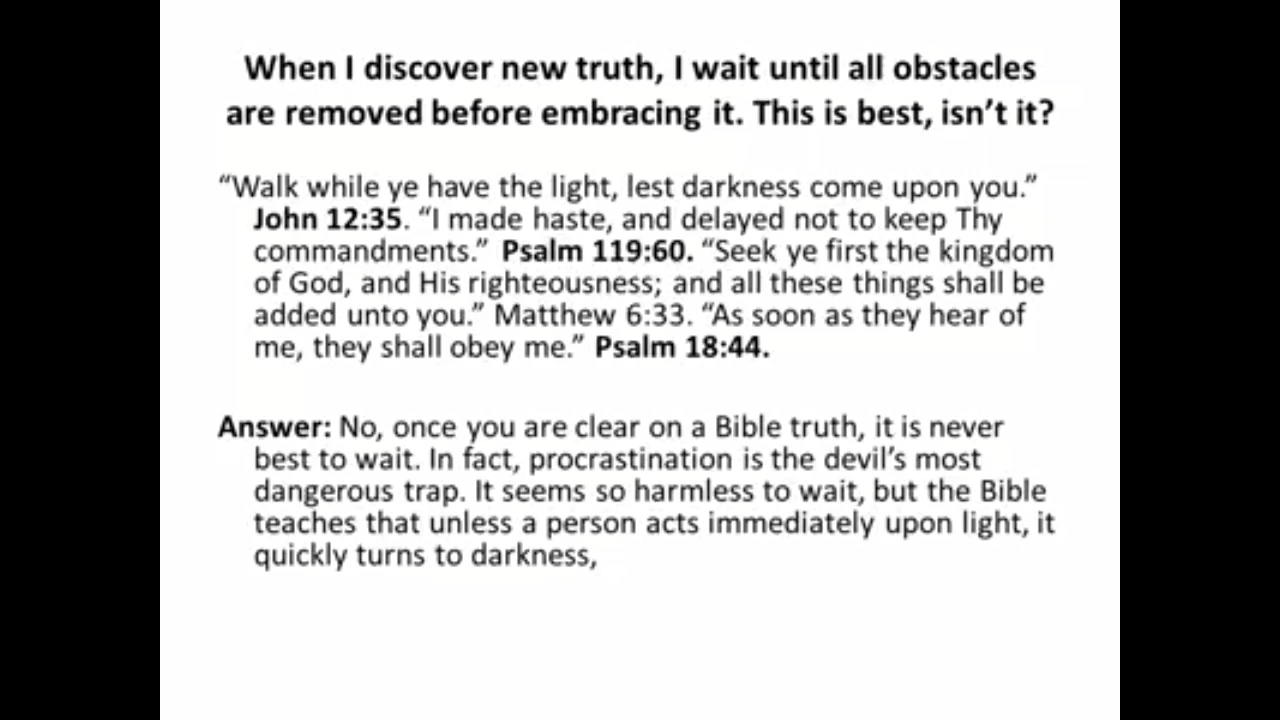 When I discover new truth, I wait until all obstacles
are removed before embracing it. This is best, isn’t it?
“Walk while ye have the light, lest darkness come upon you.”
John 12:35. “I made haste, and delayed not to keep Thy
commandments.” Psalm 119:60. “Seek ye first the kingdom
of God, and His righteousness; and all these things shall be
added unto you.” Matthew 6:33. “As soon as they hear of
me, they shall obey me.” Psalm 18:44.
Answer: No, once you are clear on a Bible truth, it is never
best to wait. In fact, procrastination is the devil’s most
dangerous trap. It seems so harmless to wait, but the Bible
teaches that unless a person acts immediately upon light, it
quickly turns to darkness,